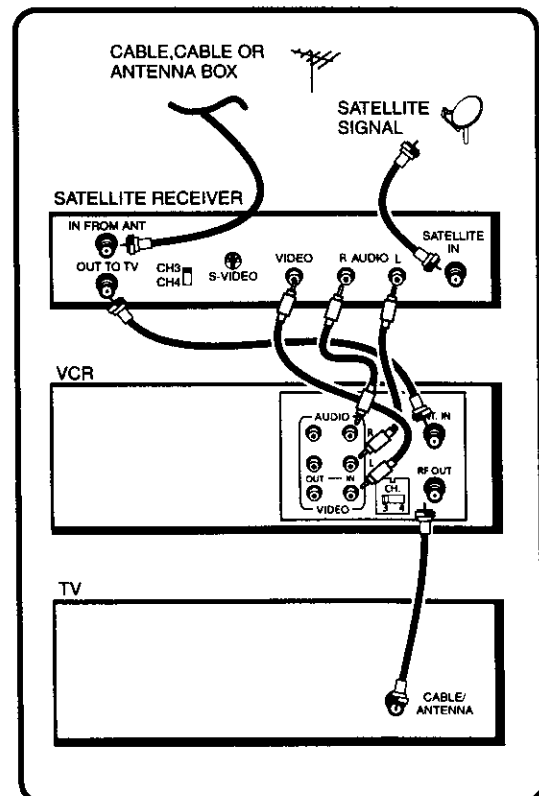 CABLE,CABLE OR
ANTENNA BOX
SATELLITE
SIGNAL
SATELLITE RECEIVER
IN FROM ANT
OUT TO TV
CH3
CH4
S-VIDEO
VIDEO
R AUDIO L
SATELLITE
IN
VCR
AUDIO
R
L
OUT IN
VIDEO
CH.
3 4
T. IN
RF OUT
TV
CABLE/
ANTENNA